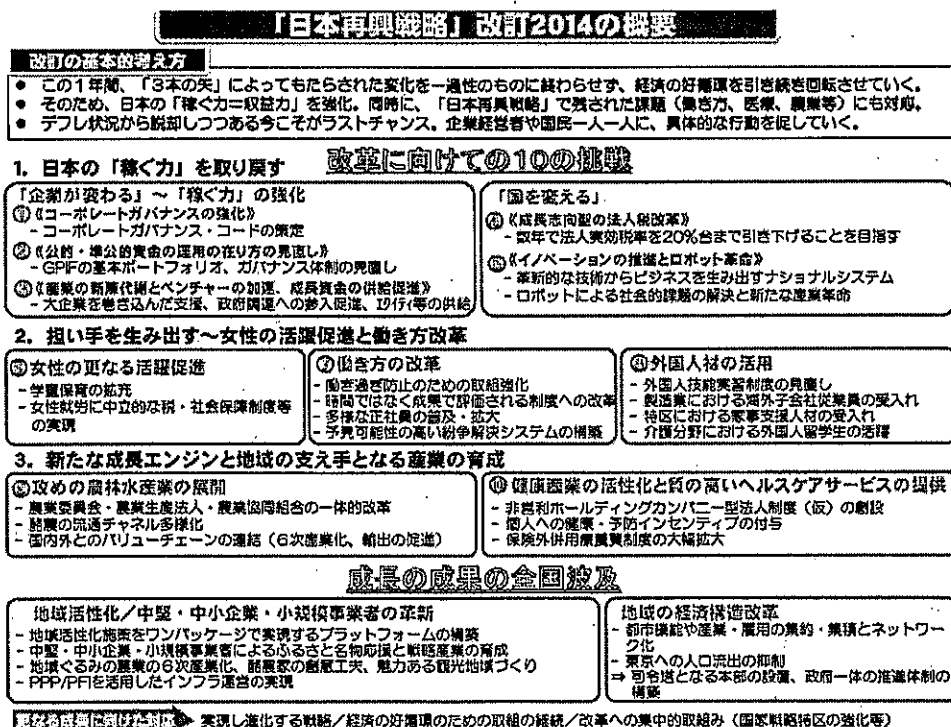 「日本再興戦略」改訂2014の概要
改訂の基本的考え方
● この1年間、「3本の矢」によってもたらされた変化を一過性のものに終わらせず、経済の好循環を引き続き回転させていく。
● そのため、日本の「稼ぐ力=収益力」を強化。同時に、「日本再興戦略」で残された課題(働き方、医療、農業等)にも対応。
● デフレ状況から脱却しつつある今こそがラストチャンス。企業経営者や国民一人一人に、具体的な行動を促していく。
改革に向けての10の挑戦
1. 日本の「稼ぐ力」を取り戻す
「企業が変わる」~「稼ぐ力」の強化
①《コーポレートガバナンスの強化》
- コーポレートガバナンス・コードの策定
②《公的・準公的資金の運用の在り方の見直し》
- GPIFの基本ポートフォリオ、ガバナンス体制の見直し
③《産業の新陳代謝とベンチャーの加速、成長資金の供給促進》
- 大企業を巻き込んだ支援、政府調達への参入促進、エクイティ等の供給
「国を変える」
④《成長志向型の法人税改革》
- 数年で法人実効税率を20%台まで引き下げることを目指す
⑤《イノベーションの推進とロボット革命》
- 革新的な技術からビジネスを生み出すナショナルシステム
- ロボットによる社会的課題の解決と新たな産業革命
2. 担い手を生み出す~女性の活躍促進と働き方改革
⑥女性の更なる活躍促進
- 学童保育の拡充
- 女性就労に中立的な税・社会保障制度等
の実現
⑦働き方の改革
- 働き過ぎ防止のための取組強化
- 時間ではなく成果で評価される制度への改革
- 多様な正社員の普及・拡大
- 予見可能性の高い紛争解決システムの構築
⑧外国人材の活用
- 外国人技能実習制度の見直し
- 製造業における海外子会社従業員の受入れ
- 特区における家事支援人材の受入れ
- 介護分野における外国人留学生の活躍
3. 新たな成長エンジンと地域の支え手となる産業の育成
⑨攻めの農林水産業の展開
- 農業委員会・農業生産法人・農業協同組合の一体的改革
- 酪農の流通チャネル多様化
- 国内外とのバリューチェーンの連結(6次産業化、輸出の促進)
⑩健康産業の活性化と質の高いヘルスケアサービスの提供
- 非営利ホールディングカンパニー型法人制度(仮)の創設
- 個人への健康・予防インセンティブの付与
- 保険外併用療養費制度の大幅拡大
成長の成果の全国波及
地域活性化/中堅・中小企業・小規模事業者の革新
- 地域活性化施策をワンパッケージで実現するプラットフォームの構築
- 中堅・中小企業・小規模事業者によるふるさと名物応援と戦略産業の育成
- 地域ぐるみの農業の6次産業化、酪農家の創意工夫、魅力ある観光地域づくり
- PPP/PFIを活用したインフラ運営の実現
地域の経済構造改革
- 都市機能や産業・雇用の集約・集積とネットワー
ク化
- 東京への人口流出の抑制
⇒ 司令塔となる本部の設置、政府一体の推進体制の
構築
更なる成長に向けた対応 実現し進化する戦略/経済の好循環のための取組の継続/改革への集中的取組み(国家戦略特区の強化等)